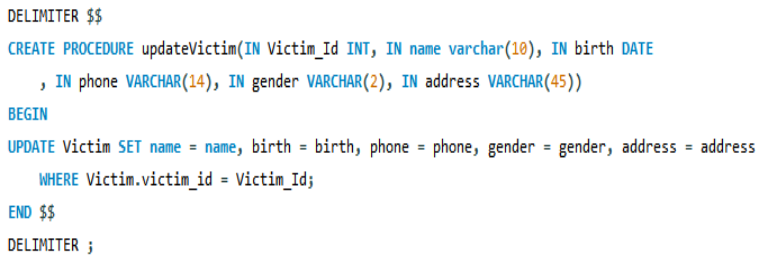 DELIMITER $$
CREATE PROCEDURE updateVictim(IN Victim_Id INT, IN name varchar(10), IN birth DATE
, IN phone VARCHAR(14), IN gender VARCHAR(2), IN address VARCHAR(45))
BEGIN
UPDATE Victim SET name = name, birth = birth, phone = phone, gender = gender, address = address
WHERE Victim.victim_id = Victim_Id;
END $$
DELIMITER ;